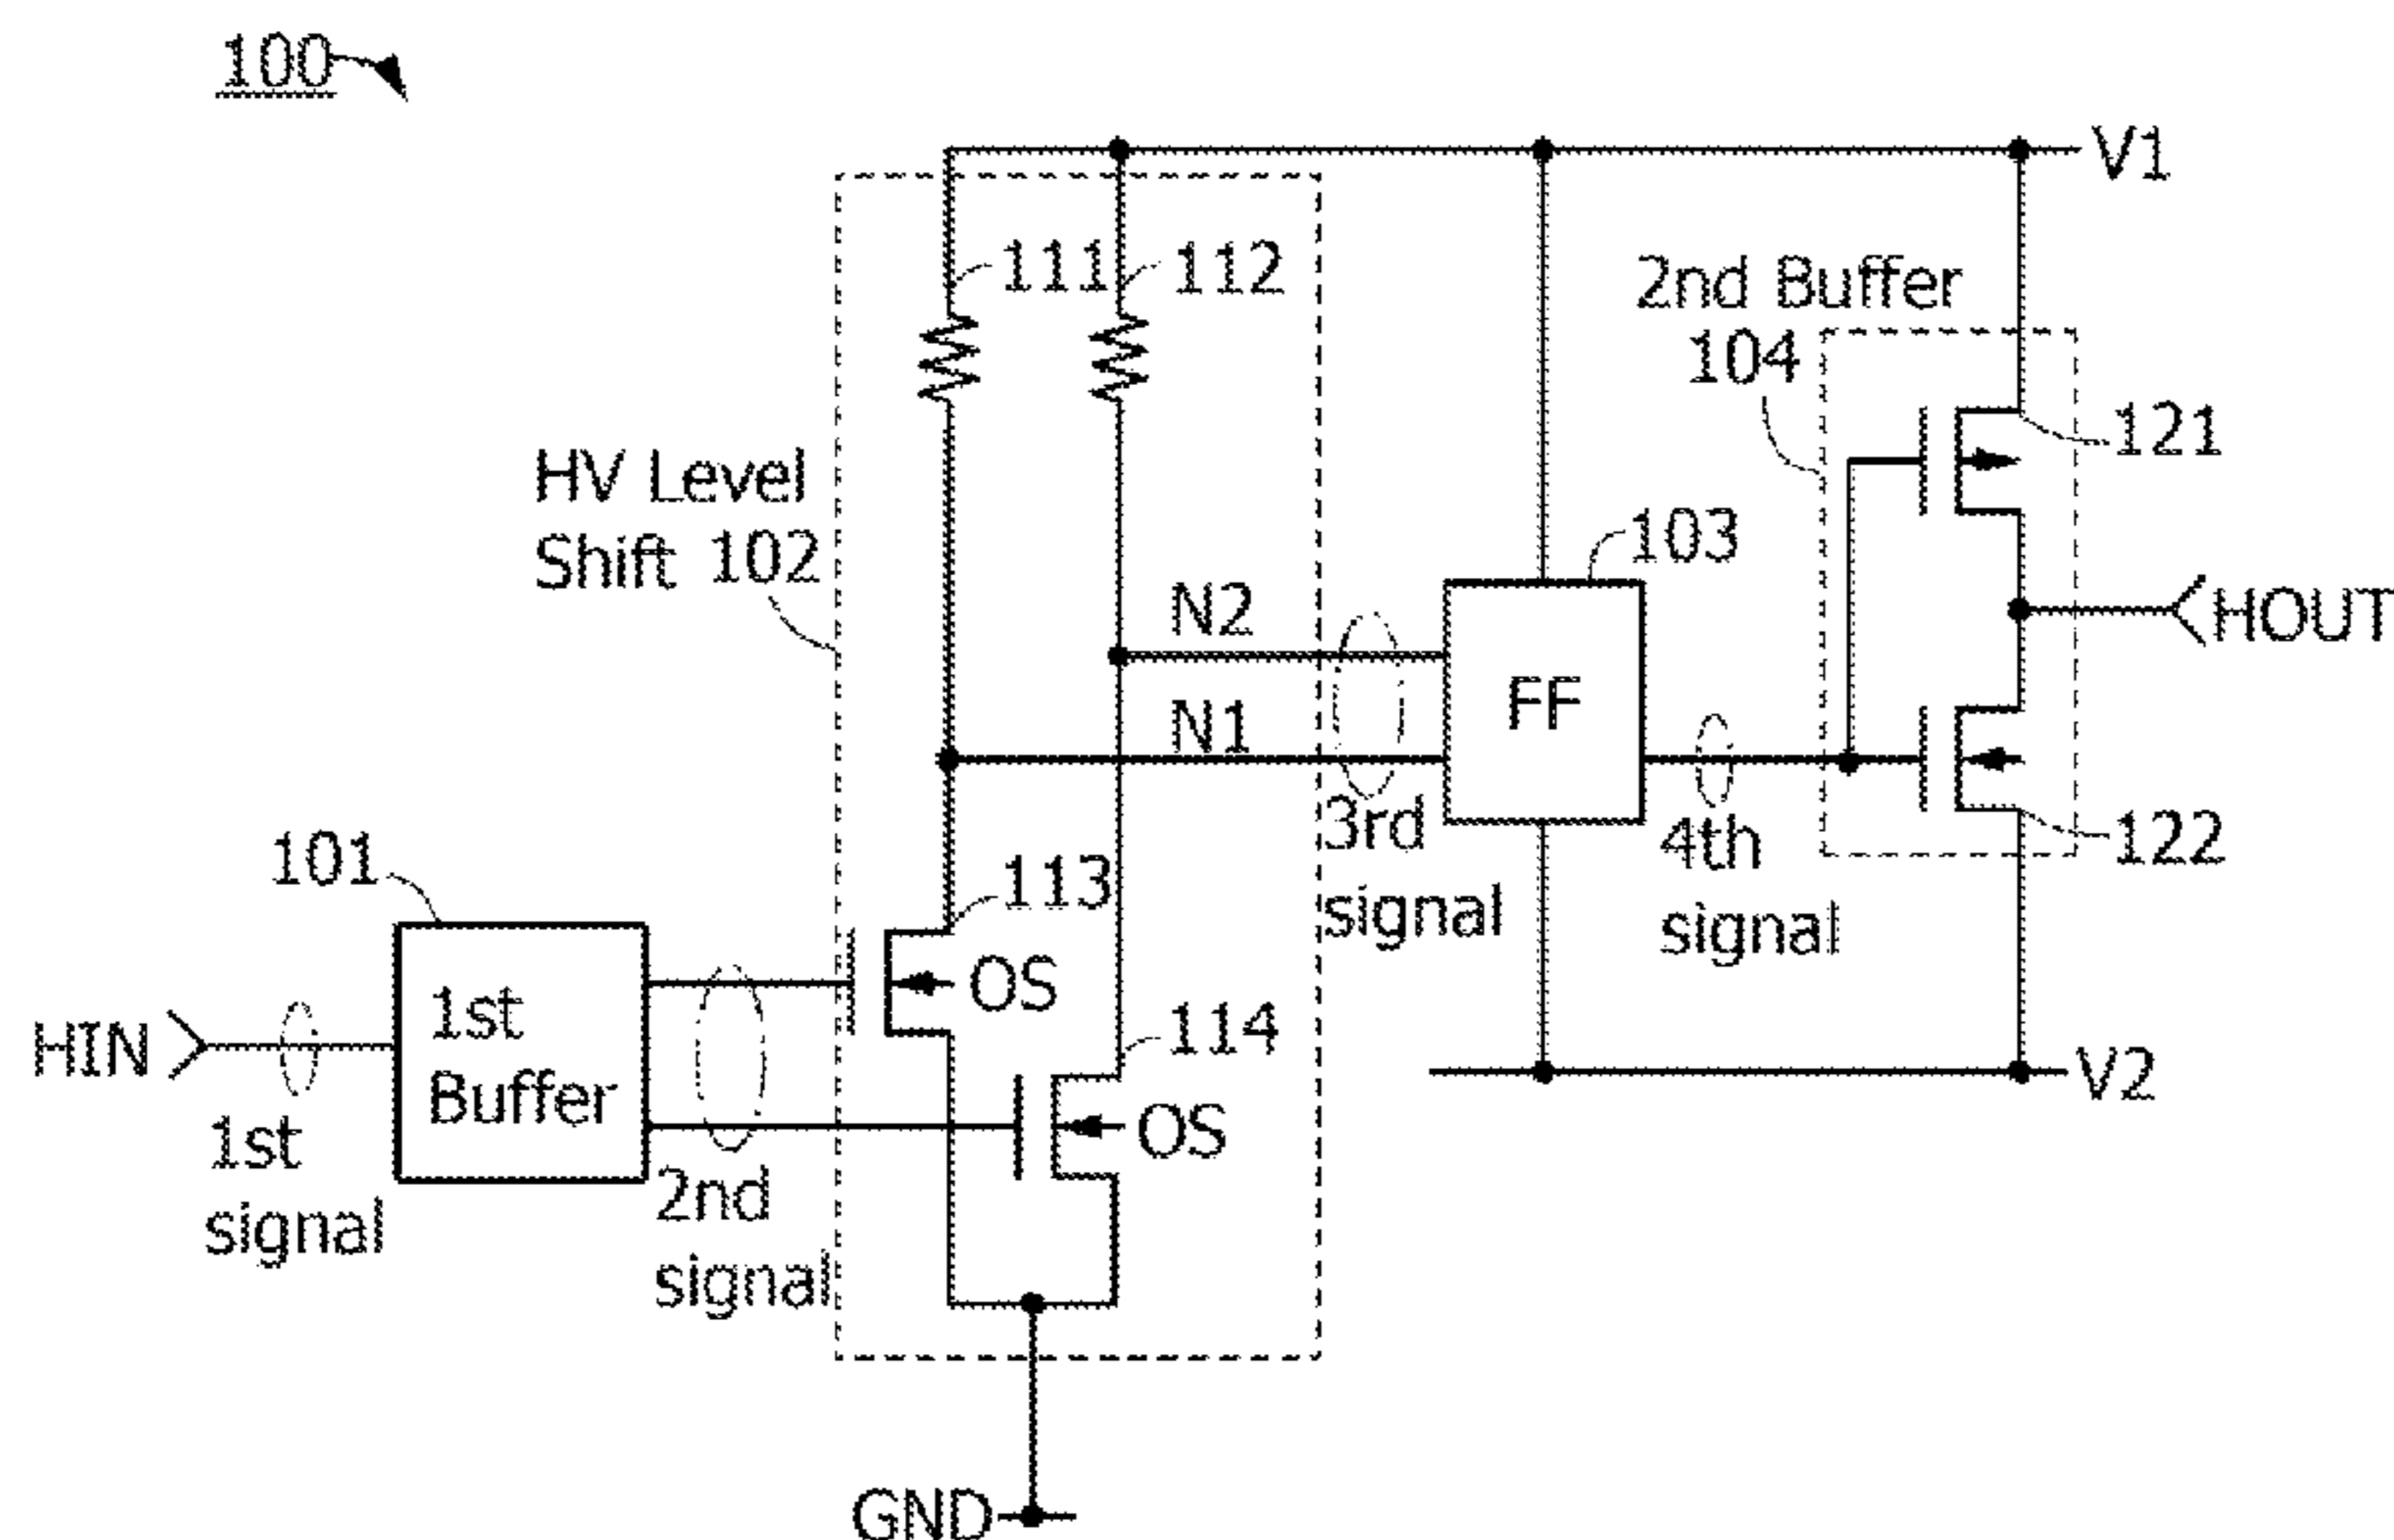 100
V1
111
112
2nd Buffer
104
121
HV Level
Shift 102
103
N2
HOUT
FF
N1
3rd
signal
4th
signal
122
101
113
OS
1st
Buffer
HIN
1st
signal
114
OS
2nd
signal
V2
GND